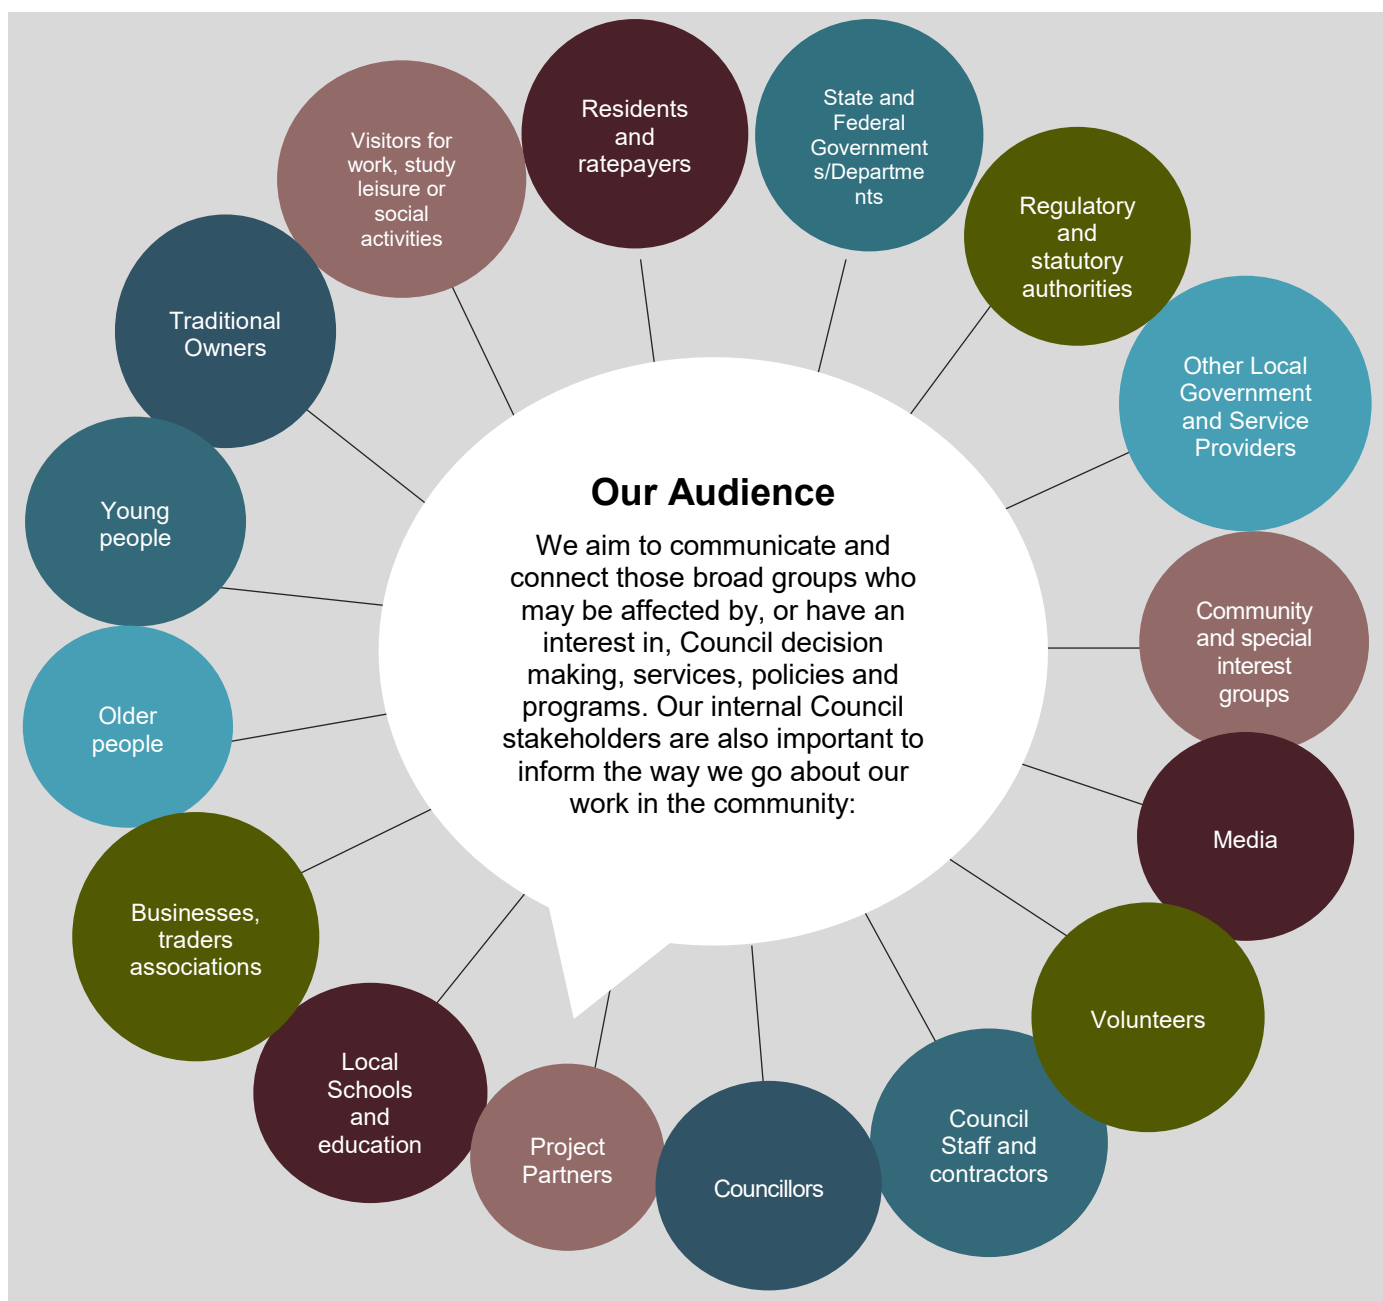 Residents
and
ratepayers
State and
Federal
Government
s/Departme
nts
Regulatory
and
statutory
authorities
Other Local
Government
and Service
Providers
Community
and special
interest
groups
Media
Volunteers
Council
Staff and
contractors
Councillors
Project
Partners
Local
Schools
and
education
Businesses,
traders
associations
Older
people
Young
people
Traditional
Owners
Visitors for
work, study
leisure or
social
activities
Our Audience
We aim to communicate and
connect those broad groups who
may be affected by, or have an
interest in, Council decision
making, services, policies and
programs. Our internal Council
stakeholders are also important to
inform the way we go about our
work in the community: